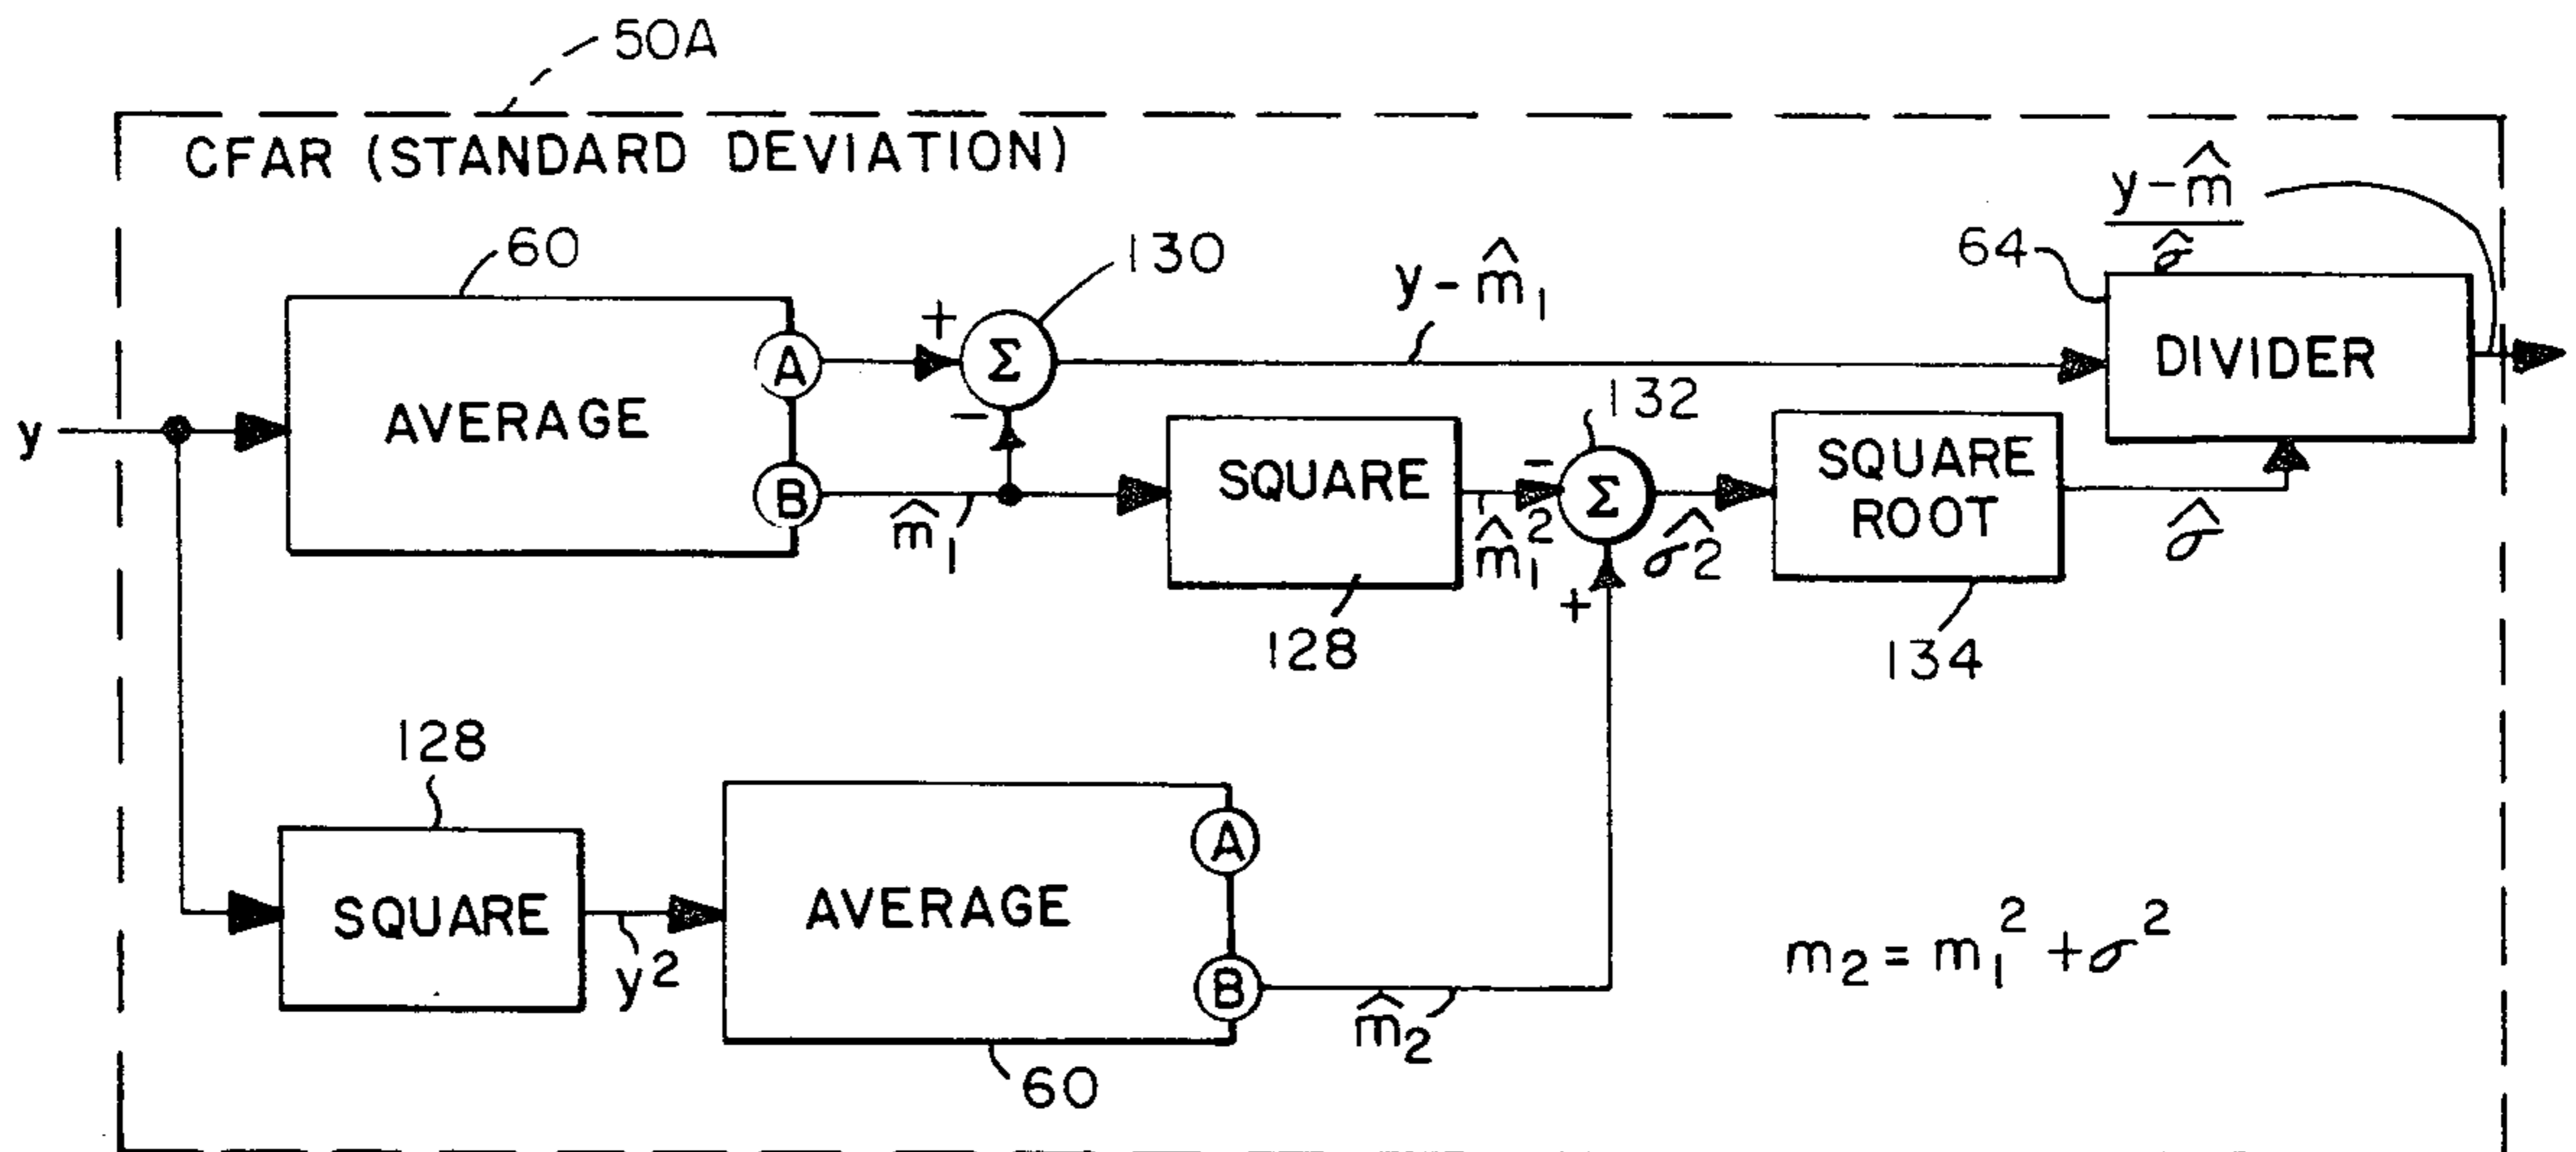 50A
CFAR (STANDARD DEVIATION)
60
130
y - m̂₁
64
y - m̂
σ̂
A
+
Σ
DIVIDER
AVERAGE
-
132
y
B
m̂₁
SQUARE
-
m̂₁²
Σ
σ̂²
+
SQUARE
ROOT
σ̂
128
134
128
SQUARE
y²
AVERAGE
A
B
m̂₂
60
m₂ = m₁² + σ²